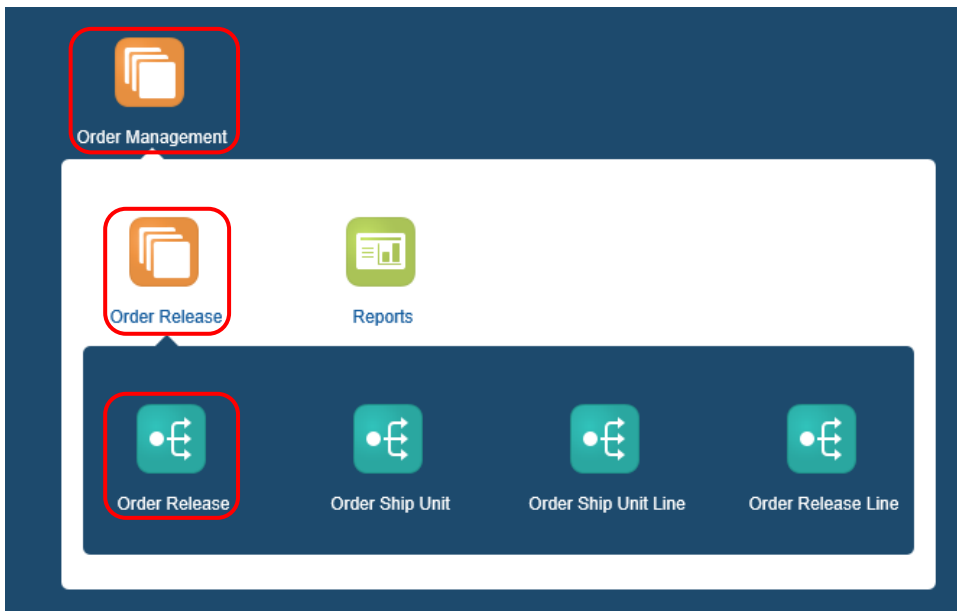 Order Management
Order Release
Reports
Order Release
Order Ship Unit
Order Ship Unit Line
Order Release Line